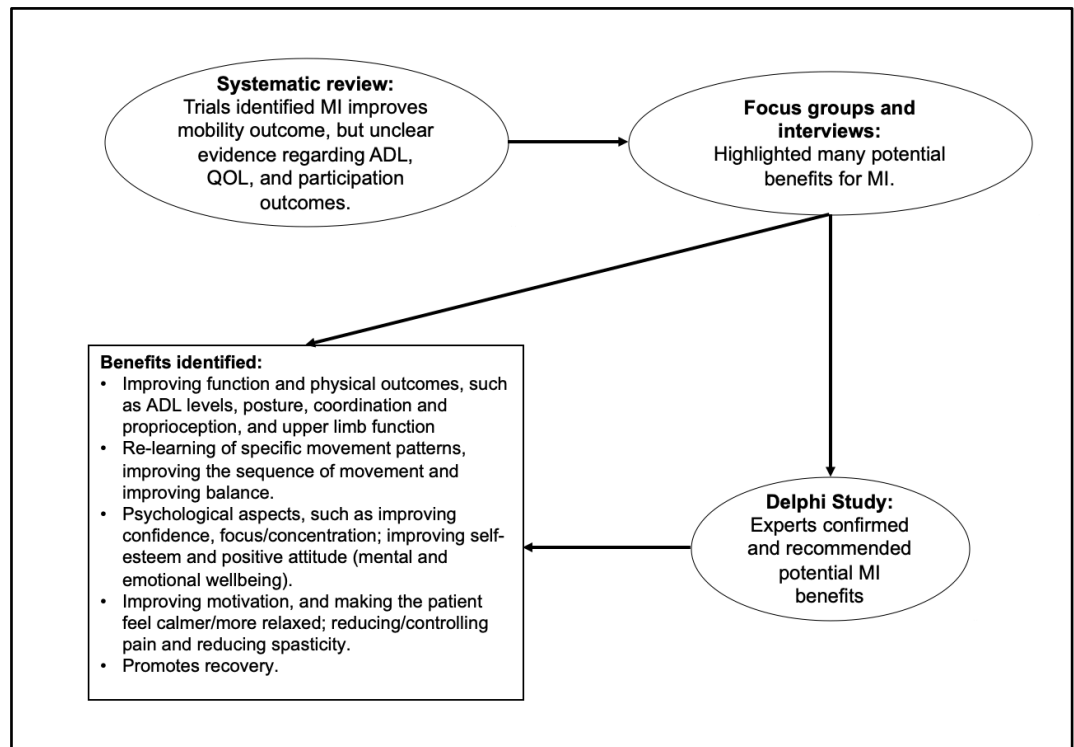 Systematic review:
Trials identified MI improves
mobility outcome, but unclear
evidence regarding ADL,
QOL, and participation
outcomes.
Focus groups and
interviews:
Highlighted many potential
benefits for MI.
Benefits identified:
• Improving function and physical outcomes, such
as ADL levels, posture, coordination and
proprioception, and upper limb function
• Re-learning of specific movement patterns,
improving the sequence of movement and
improving balance.
• Psychological aspects, such as improving
confidence, focus/concentration; improving self-
esteem and positive attitude (mental and
emotional wellbeing).
• Improving motivation, and making the patient
feel calmer/more relaxed; reducing/controlling
pain and reducing spasticity.
• Promotes recovery.
Delphi Study:
Experts confirmed
and recommended
potential MI
benefits